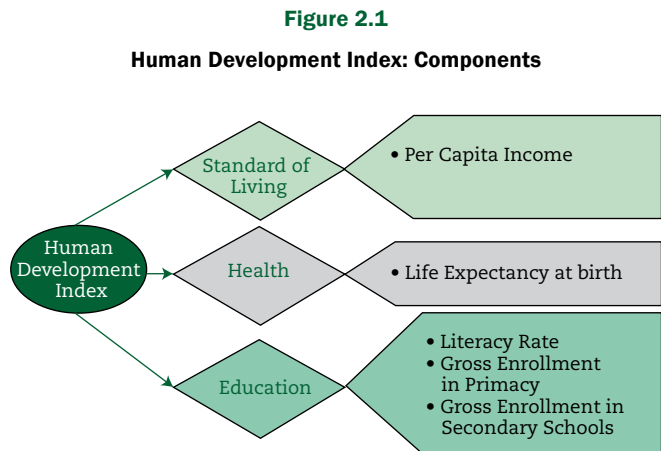 Figure 2.1
Human Development Index: Components
Human
Development
Index
Standard of
Living
• Per Capita Income
Health
• Life Expectancy at birth
Education
• Literacy Rate
• Gross Enrollment
in Primacy
• Gross Enrollment in
Secondary Schools